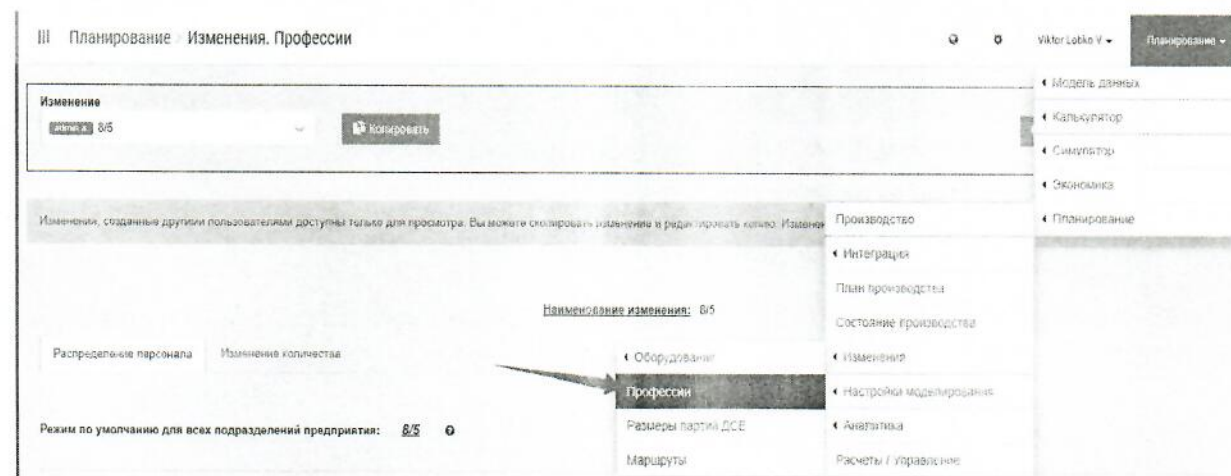 Планирование › Изменения. Профессии
Viktor Lobko V
Планирование
Изменение
admin a. 8/5
Копировать
Модель данных
Калькулятор
Симулятор
Экономика
Планирование
Изменения, созданные другими пользователями доступны только для просмотра. Вы можете скопировать изменение и редактировать копию.
Производство
Интеграция
План производства
Состояние производства
Изменения
Настройки моделирования
Аналитика
Расчеты / Управление
Наименование изменения: 8/5
Распределение персонала
Изменение количества
Оборудование
Профессии
Размеры партий ДСЕ
Маршруты
Режим по умолчанию для всех подразделений предприятия: 8/5